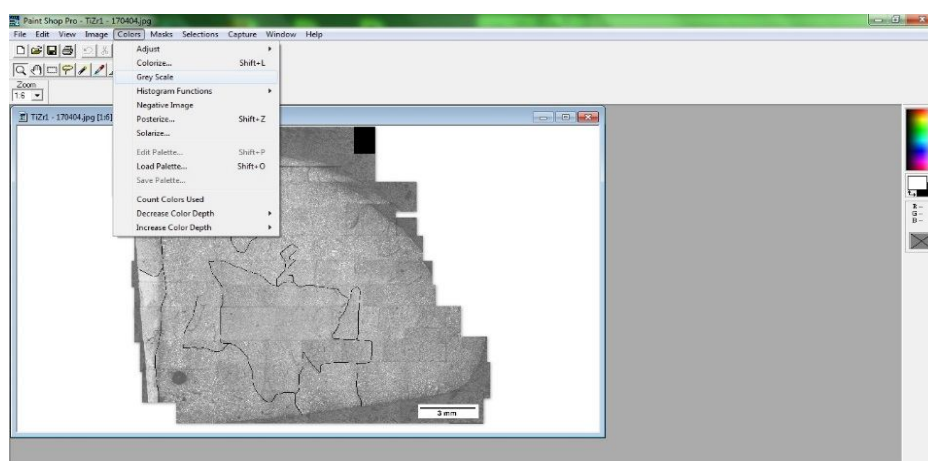 Paint Shop Pro - TiZr1 - 170404.jpg
File Edit View Image Colors Masks Selections Capture Window Help
Adjust
Colorize... Shift+L
Grey Scale
Zoom
1:6
Histogram Functions
Negative Image
TiZr1 - 170404.jpg [1:6]
Posterize... Shift+Z
Solarize...
Edit Palette... Shift+P
Load Palette... Shift+O
Save Palette...
Count Colors Used
Decrease Color Depth
Increase Color Depth
R --
G --
B --
3 mm